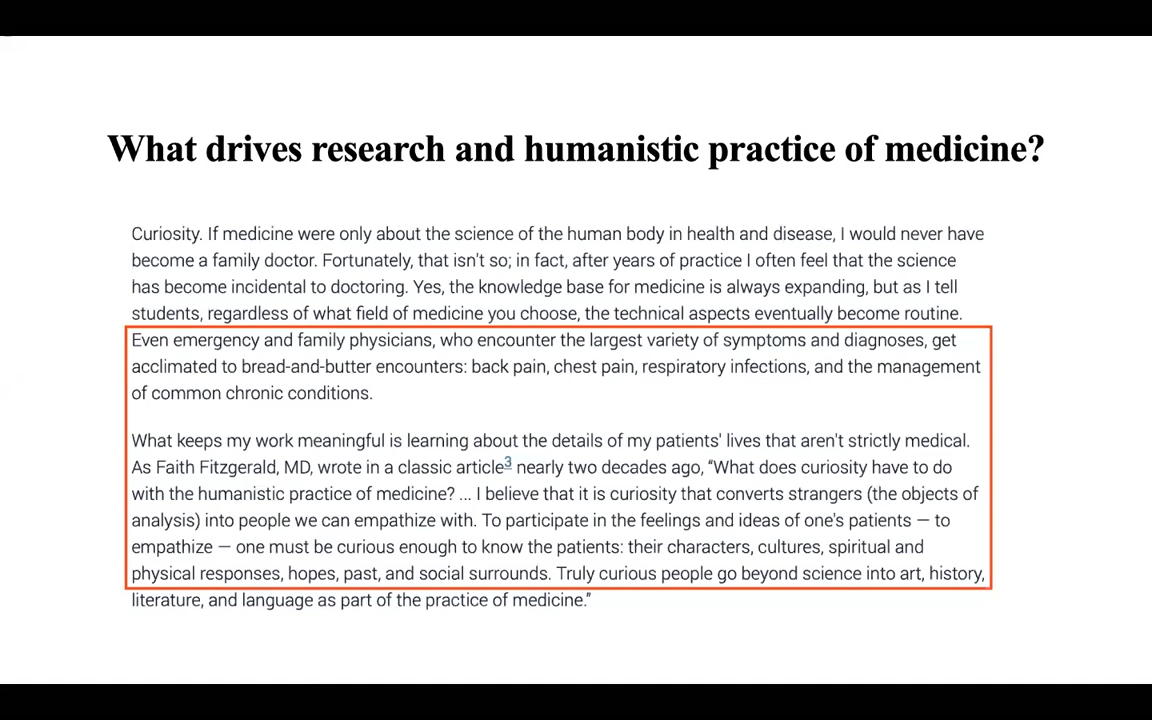 What drives research and humanistic practice of medicine?
Curiosity. If medicine were only about the science of the human body in health and disease, I would never have
become a family doctor. Fortunately, that isn't so; in fact, after years of practice I often feel that the science
has become incidental to doctoring. Yes, the knowledge base for medicine is always expanding, but as I tell
students, regardless of what field of medicine you choose, the technical aspects eventually become routine.
Even emergency and family physicians, who encounter the largest variety of symptoms and diagnoses, get
acclimated to bread-and-butter encounters: back pain, chest pain, respiratory infections, and the management
of common chronic conditions.
What keeps my work meaningful is learning about the details of my patients' lives that aren't strictly medical.
As Faith Fitzgerald, MD, wrote in a classic article3 nearly two decades ago, “What does curiosity have to do
with the humanistic practice of medicine? ... I believe that it is curiosity that converts strangers (the objects of
analysis) into people we can empathize with. To participate in the feelings and ideas of one's patients — to
empathize — one must be curious enough to know the patients: their characters, cultures, spiritual and
physical responses, hopes, past, and social surrounds. Truly curious people go beyond science into art, history,
literature, and language as part of the practice of medicine.”